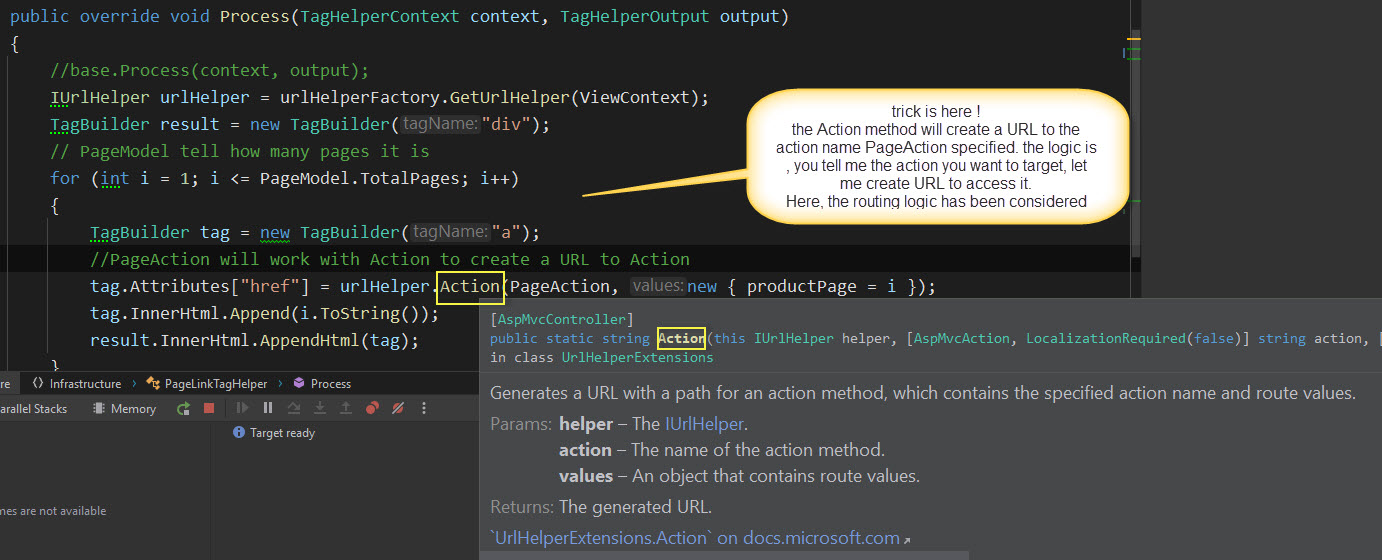 public override void Process(TagHelperContext context, TagHelperOutput output)
{
//base.Process(context, output);
IUrlHelper urlHelper = urlHelperFactory.GetUrlHelper(ViewContext);
TagBuilder result = new TagBuilder(tagName:"div");
// PageModel tell how many pages it is
for (int i = 1; i <= PageModel.TotalPages; i++)
{
TagBuilder tag = new TagBuilder(tagName:"a");
//PageAction will work with Action to create a URL to Action
tag.Attributes["href"] = urlHelper.Action(PageAction, values:new { productPage = i });
tag.InnerHtml.Append(i.ToString());
result.InnerHtml.AppendHtml(tag);
}
trick is here !
the Action method will create a URL to the
action name PageAction specified. the logic is
, you tell me the action you want to target, let
me create URL to access it.
Here, the routing logic has been considered
[AspMvcController]
public static string Action(this IUrlHelper helper, [AspMvcAction, LocalizationRequired(false)] string action, [
in class UrlHelperExtensions
Generates a URL with a path for an action method, which contains the specified action name and route values.
Params: helper – The IUrlHelper.
action – The name of the action method.
values – An object that contains route values.
Returns: The generated URL.
`UrlHelperExtensions.Action` on docs.microsoft.com
re Infrastructure PageLinkTagHelper Process
arallel Stacks Memory
Target ready
mes are not available